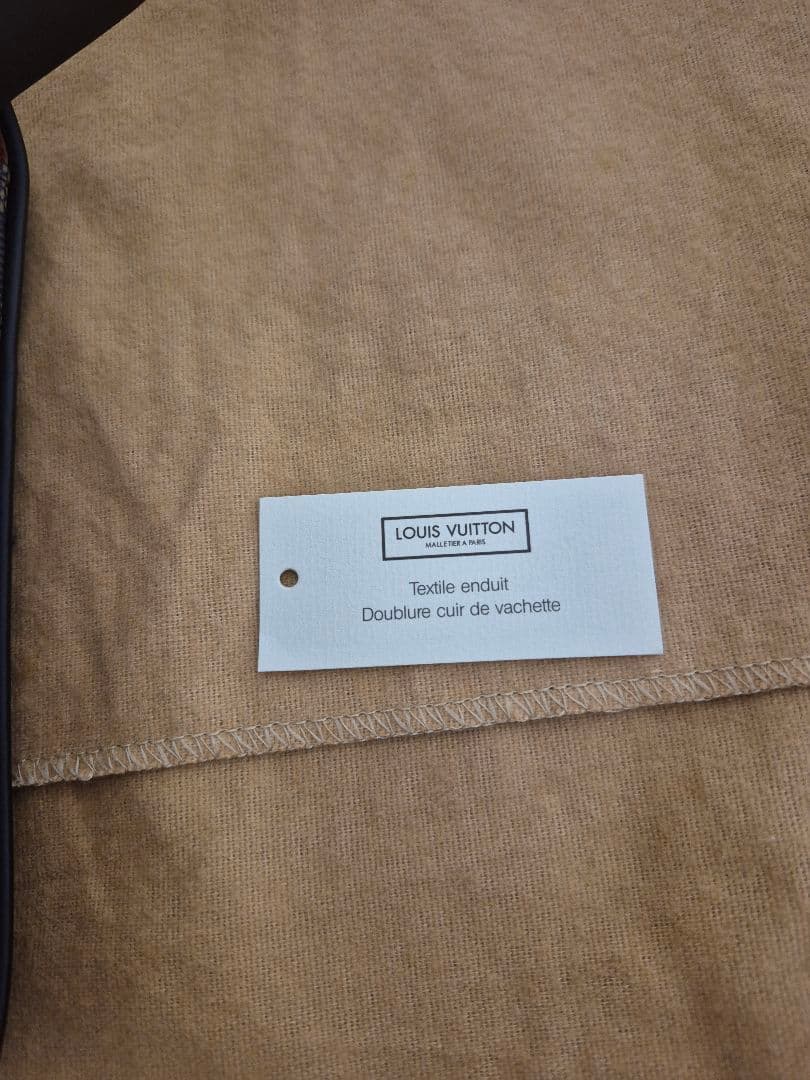 LOUIS VUITTON
MALLETIER A PARIS
Textile enduit
Doublure cuir de vachette